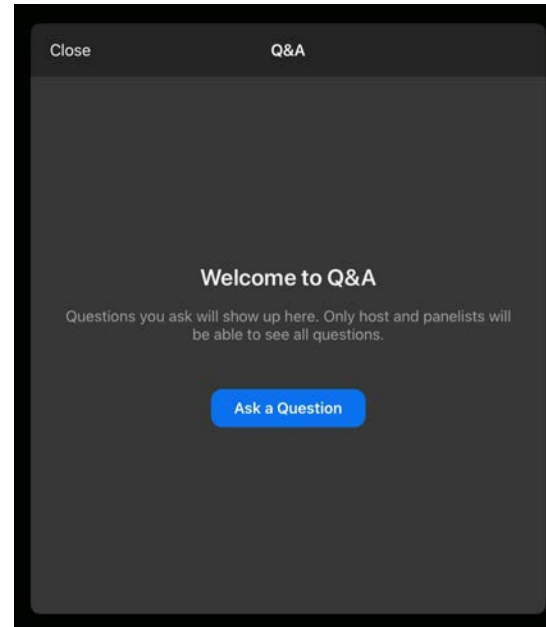 Close
Q&A
Welcome to Q&A
Questions you ask will show up here. Only host and panelists will
be able to see all questions.
Ask a Question